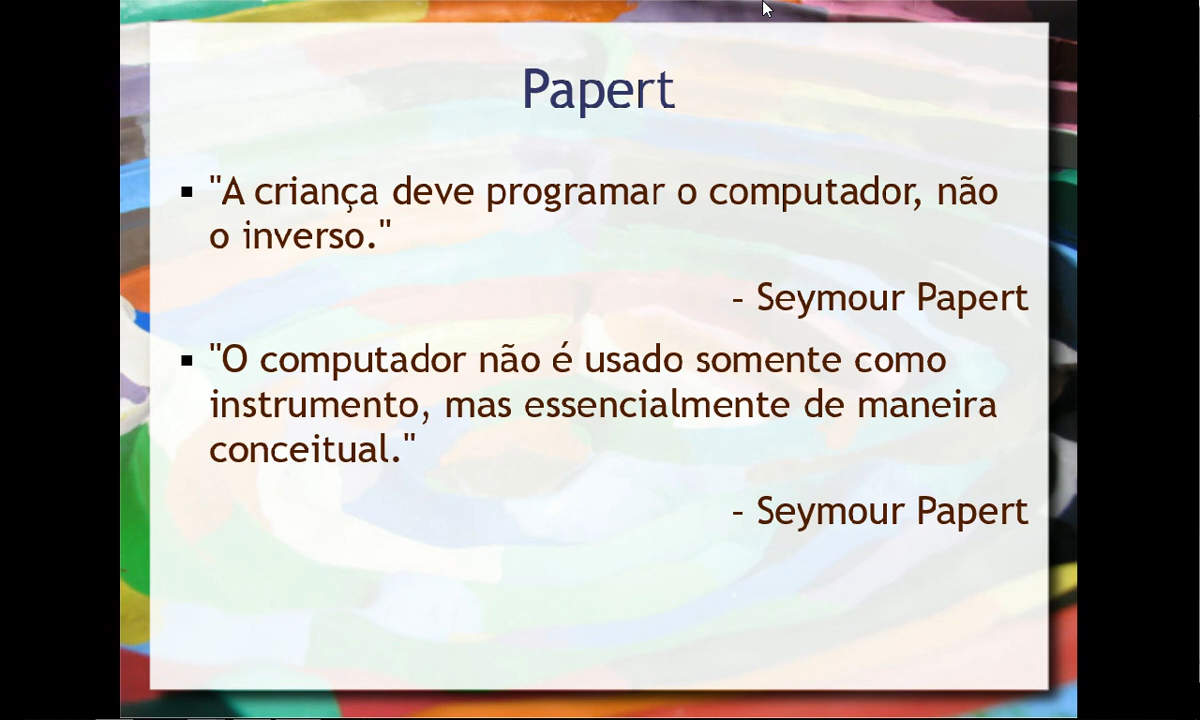 Papert
"A criança deve programar o computador, não
o inverso."
- Seymour Papert
"O computador não é usado somente como
instrumento, mas essencialmente de maneira
conceitual."
- Seymour Papert